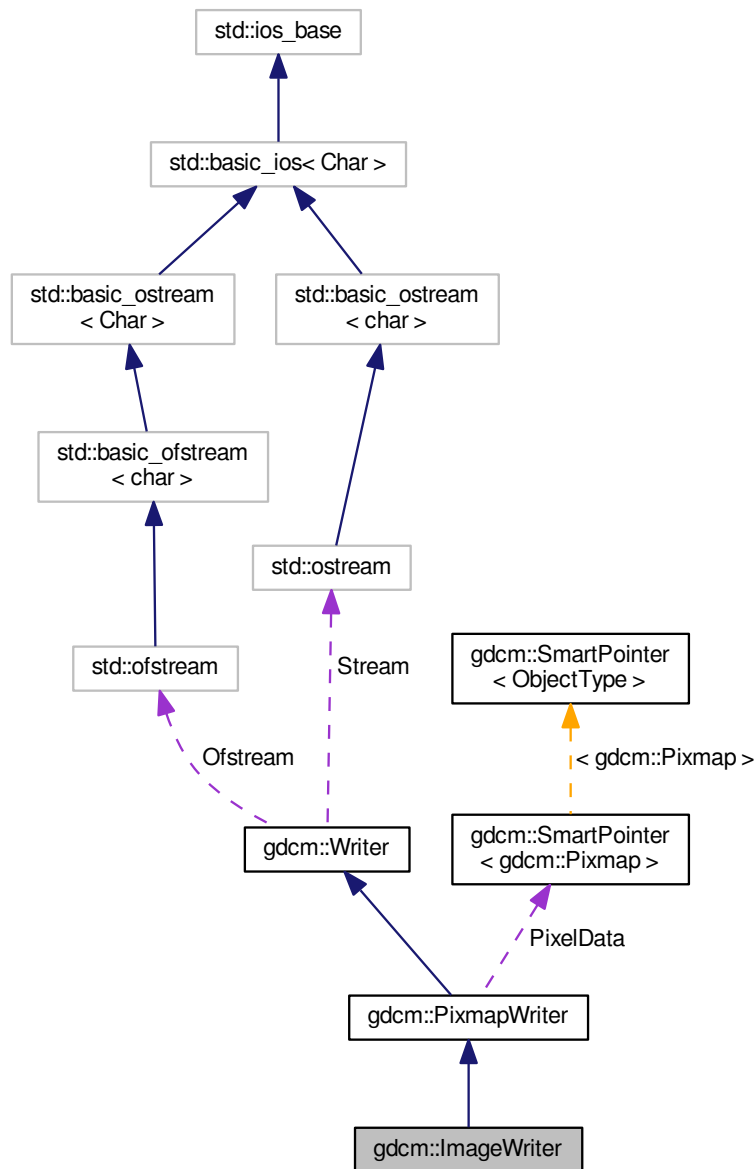 std::ios_base
std::basic_ios< Char >
std::basic_ostream
< Char >
std::basic_ostream
< char >
std::basic_ofstream
< char >
std::ostream
std::ofstream
Stream
gdcm::SmartPointer
< ObjectType >
Ofstream
< gdcm::Pixmap >
gdcm::Writer
gdcm::SmartPointer
< gdcm::Pixmap >
PixelData
gdcm::PixmapWriter
gdcm::ImageWriter